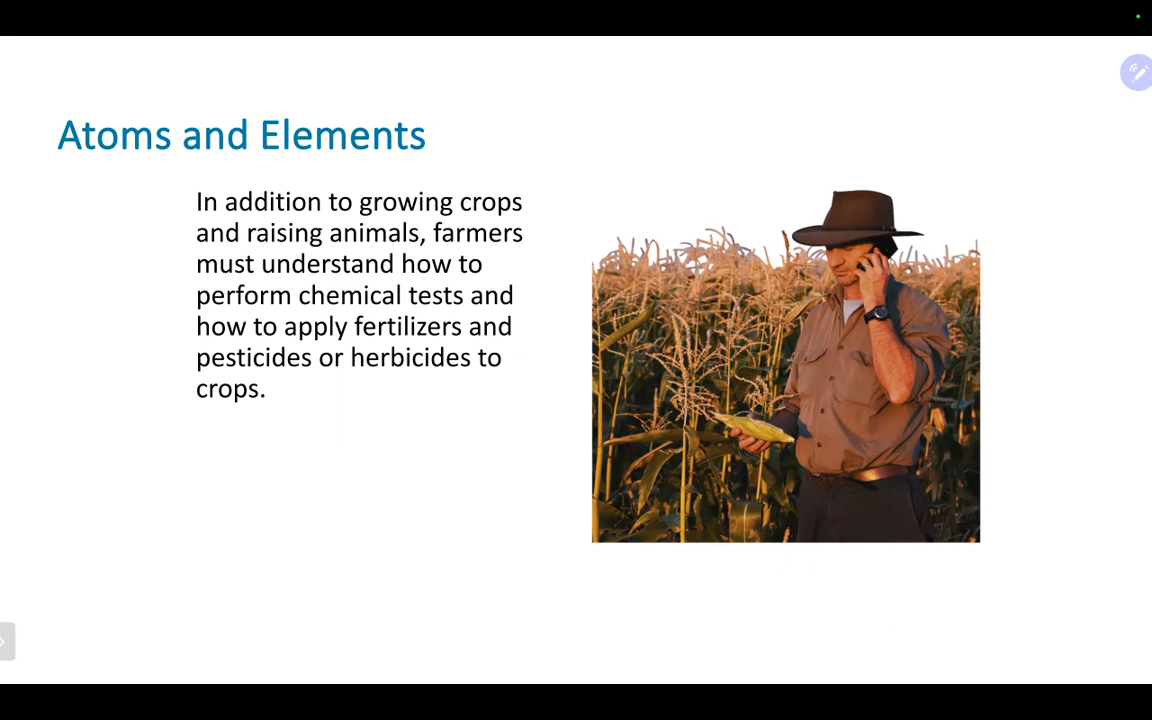 Atoms and Elements
In addition to growing crops
and raising animals, farmers
must understand how to
perform chemical tests and
how to apply fertilizers and
pesticides or herbicides to
crops.